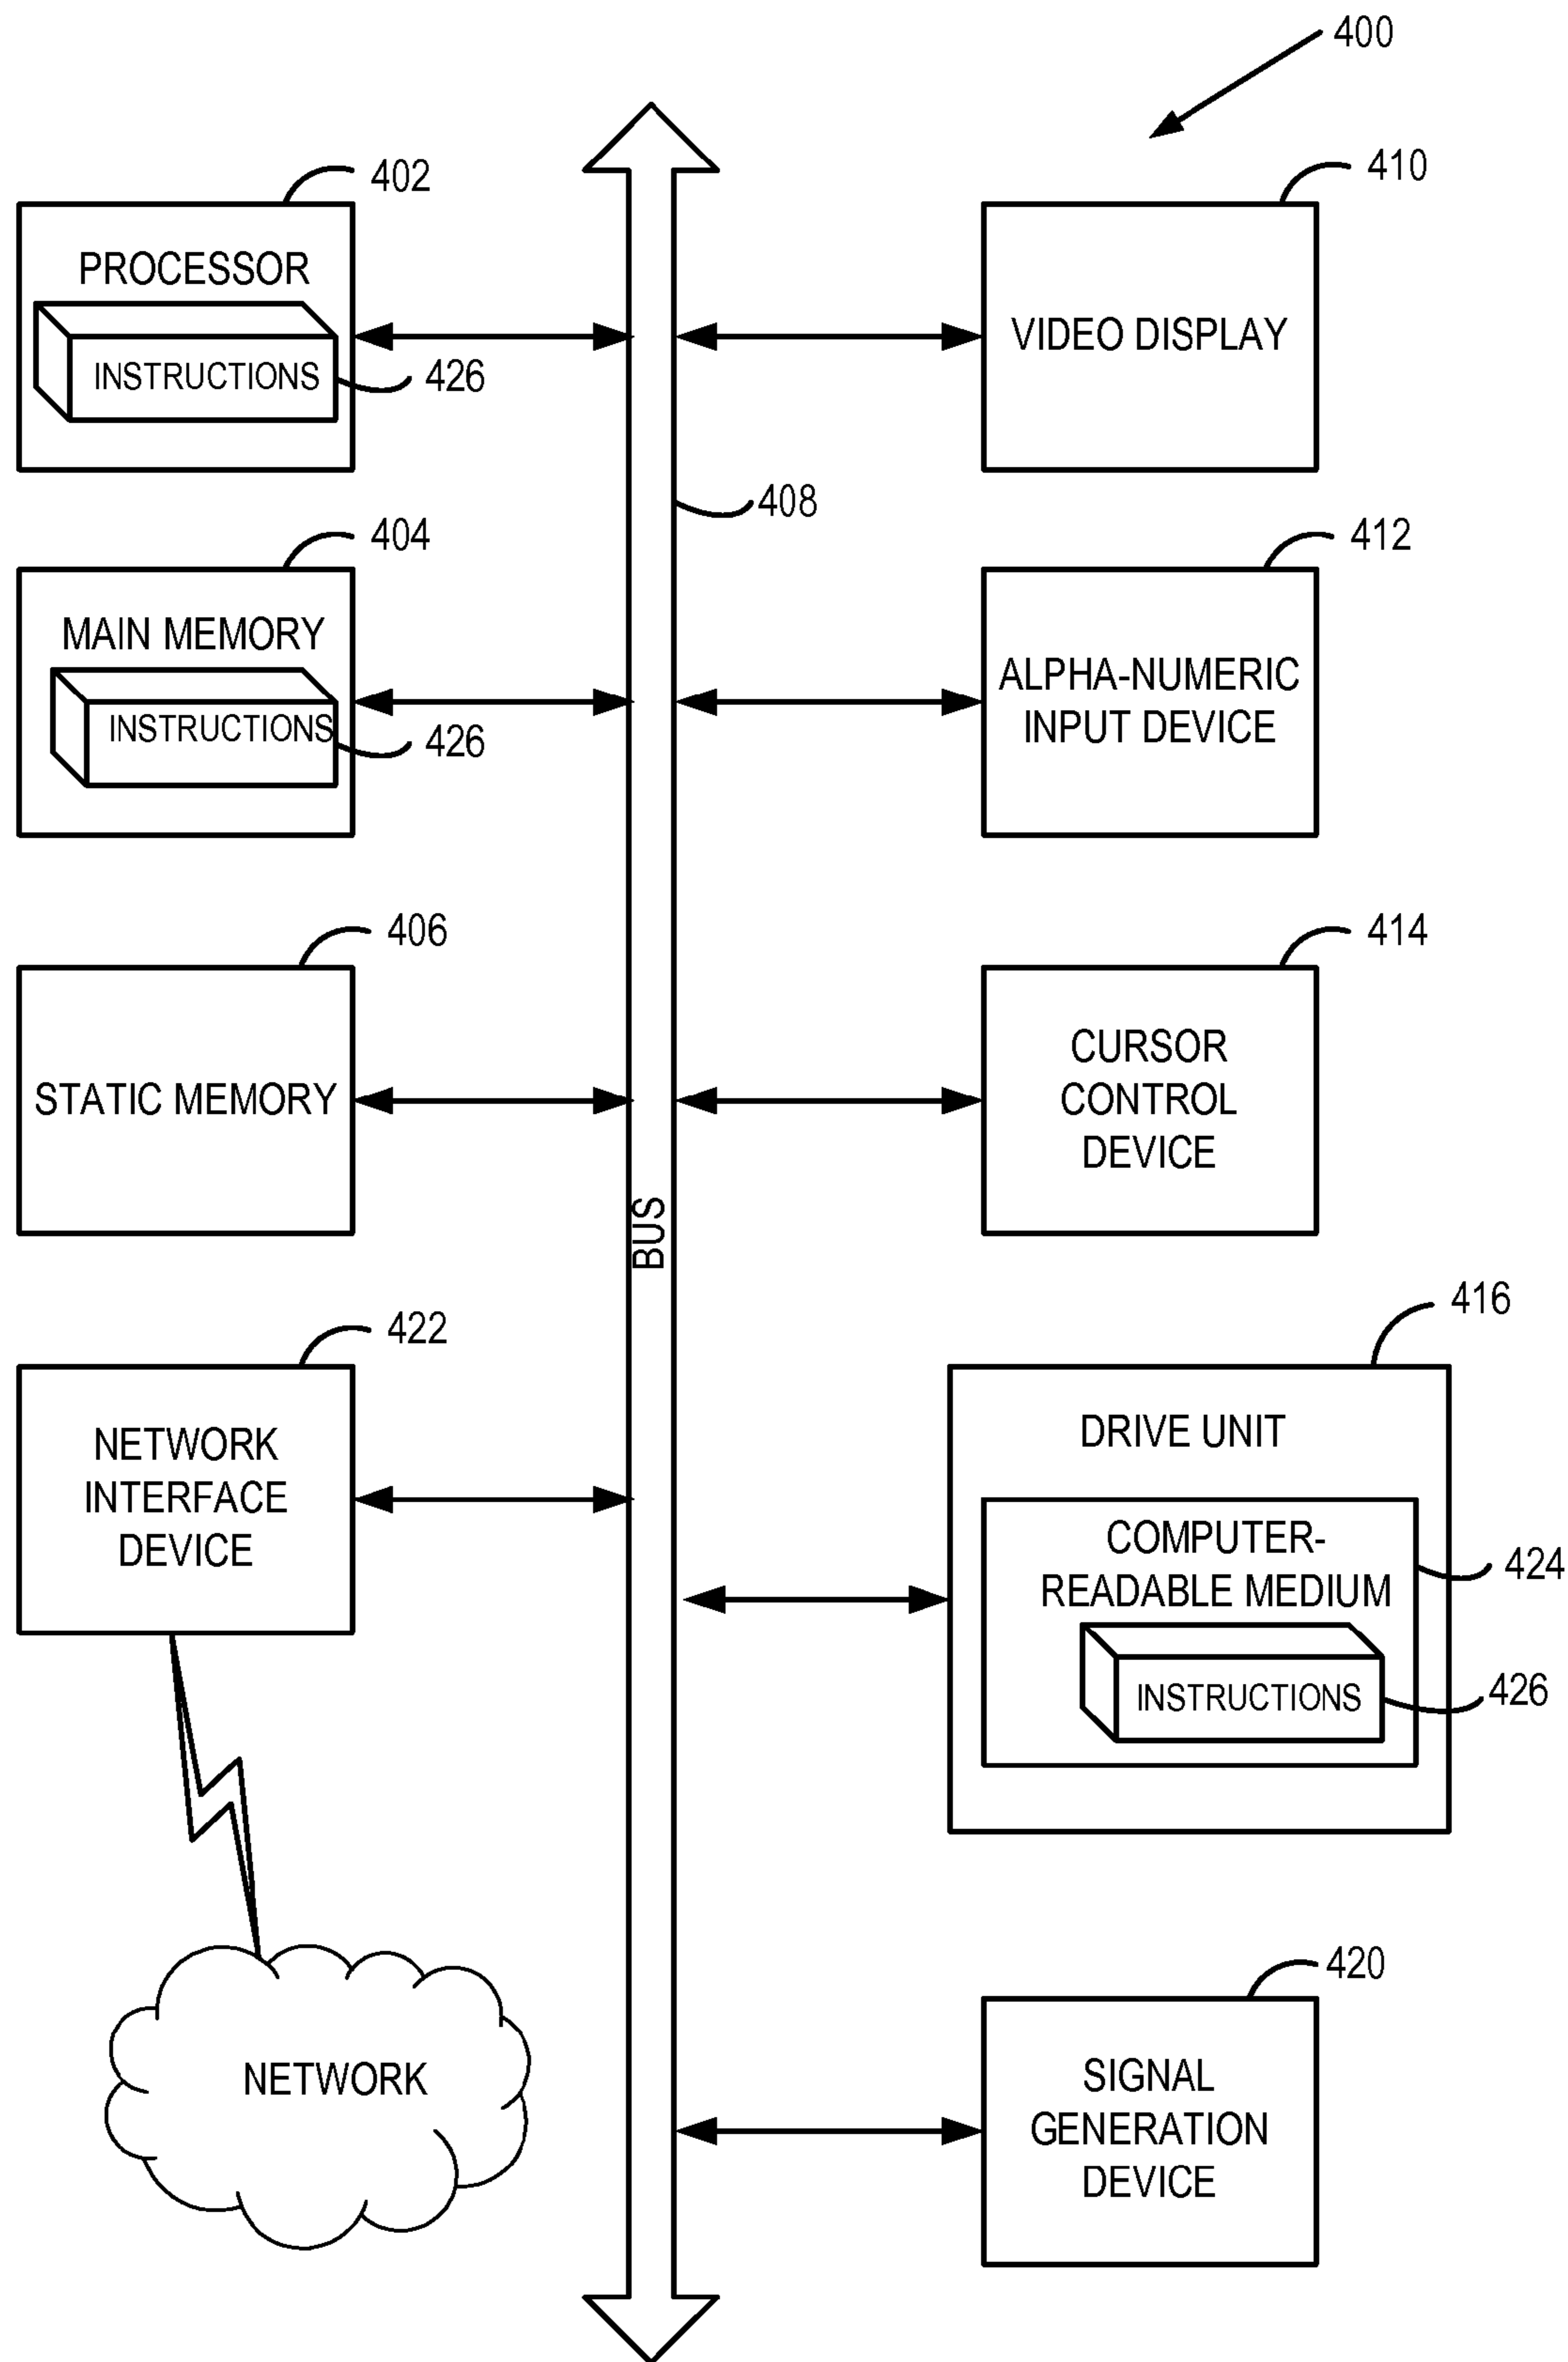 400
402
PROCESSOR
INSTRUCTIONS
426
410
VIDEO DISPLAY
408
404
MAIN MEMORY
INSTRUCTIONS
426
412
ALPHA-NUMERIC
INPUT DEVICE
406
STATIC MEMORY
414
CURSOR
CONTROL
DEVICE
BUS
422
NETWORK
INTERFACE
DEVICE
416
DRIVE UNIT
COMPUTER-
READABLE MEDIUM
424
INSTRUCTIONS
426
NETWORK
420
SIGNAL
GENERATION
DEVICE